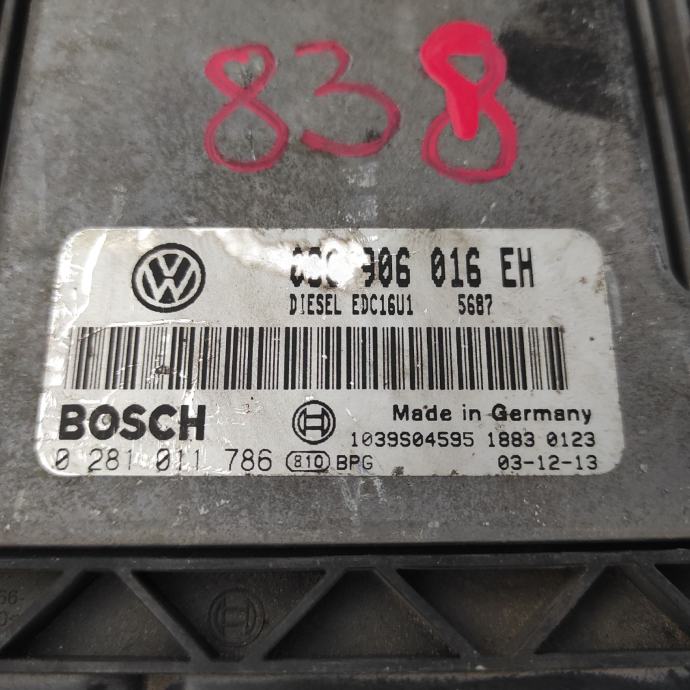 838
906 016 EH
DIESEL EDC16U1 5687
BOSCH
Made in Germany
1039S04595 1883 0123
0 281 011 786 810 BPG 03-12-13